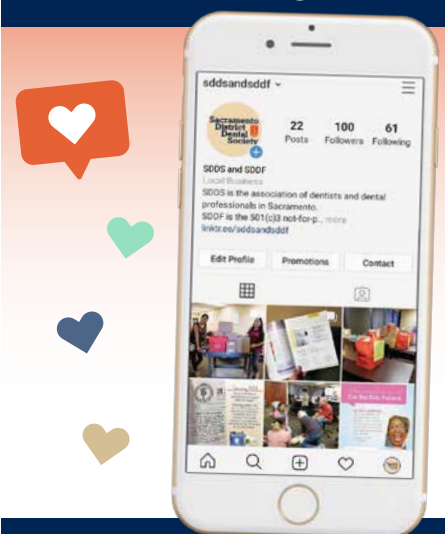 sddsandsddf
Sacramento
District
Dental
Society
22
100
61
Posts
Followers
Following
SDDS and SDDF
Local Business
SDDS is the association of dentists and dental
professionals in Sacramento.
SDDF is the 501(c)3 not-for-p... more
linktr.ee/sddsandsddf
Edit Profile
Promotions
Contact